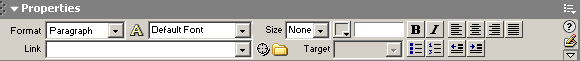 Properties
Format Paragraph A Default Font Size None B I
Link Target